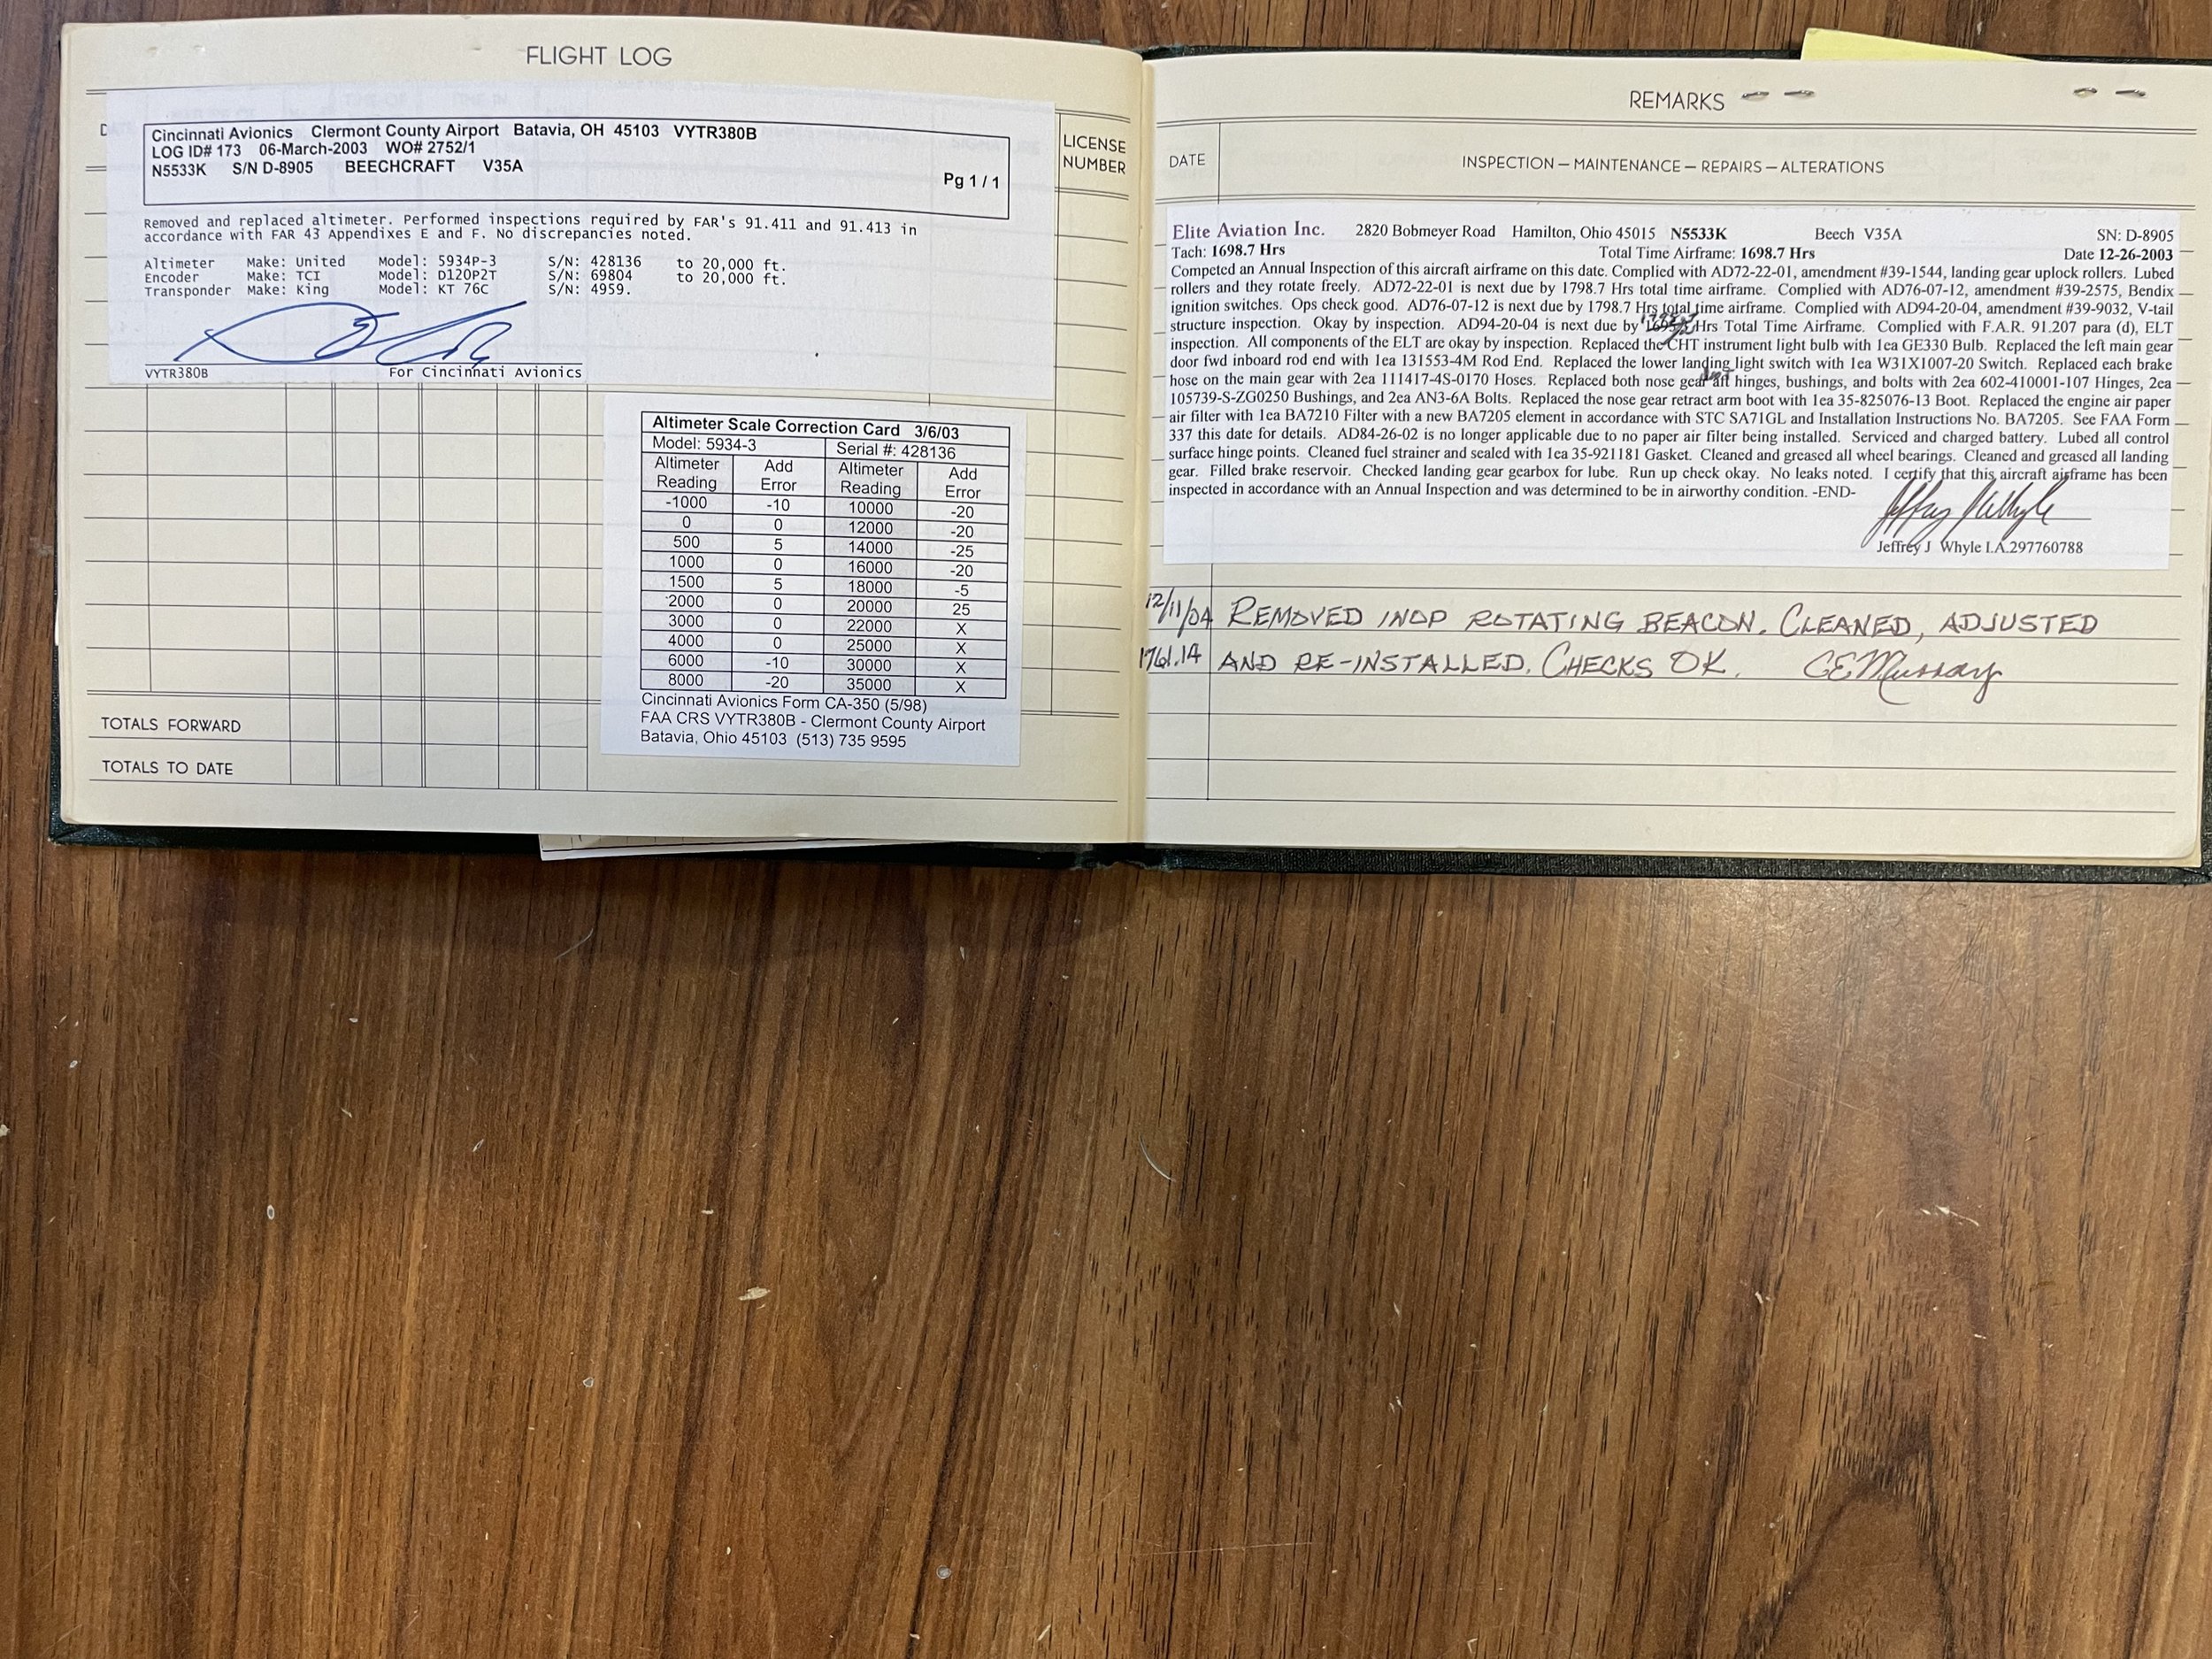 FLIGHT LOG
LICENSE
NUMBER
Cincinnati Avionics Clermont County Airport Batavia, OH 45103 VYTR380B
LOG ID# 173 06-March-2003 WO# 2752/1
N5533K S/N D-8905 BEECHCRAFT V35A
Pg 1 / 1
Removed and replaced altimeter. Performed inspections required by FAR's 91.411 and 91.413 in
accordance with FAR 43 Appendixes E and F. No discrepancies noted.
Altimeter Make: United Model: 5934P-3 S/N: 428136 to 20,000 ft.
Encoder Make: TCI Model: D120P2T S/N: 69804 to 20,000 ft.
Transponder Make: King Model: KT 76C S/N: 4959.
VYTR380B For Cincinnati Avionics
Altimeter Scale Correction Card 3/6/03
Model: 5934-3 Serial #: 428136
Altimeter Add Altimeter Add
Reading Error Reading Error
-1000 -10 10000 -20
0 0 12000 -20
500 5 14000 -25
1000 0 16000 -20
1500 5 18000 -5
2000 0 20000 25
3000 0 22000 X
4000 0 25000 X
6000 -10 30000 X
8000 -20 35000 X
Cincinnati Avionics Form CA-350 (5/98)
FAA CRS VYTR380B - Clermont County Airport
Batavia, Ohio 45103 (513) 735 9595
TOTALS FORWARD
TOTALS TO DATE
REMARKS
DATE INSPECTION — MAINTENANCE — REPAIRS — ALTERATIONS
Elite Aviation Inc. 2820 Bobmeyer Road Hamilton, Ohio 45015 N5533K Beech V35A SN: D-8905
Tach: 1698.7 Hrs Total Time Airframe: 1698.7 Hrs Date 12-26-2003
Competed an Annual Inspection of this aircraft airframe on this date. Complied with AD72-22-01, amendment #39-1544, landing gear uplock rollers. Lubed
rollers and they rotate freely. AD72-22-01 is next due by 1798.7 Hrs total time airframe. Complied with AD76-07-12, amendment #39-2575, Bendix
ignition switches. Ops check good. AD76-07-12 is next due by 1798.7 Hrs total time airframe. Complied with AD94-20-04, amendment #39-9032, V-tail
structure inspection. Okay by inspection. AD94-20-04 is next due by Hrs Total Time Airframe. Complied with F.A.R. 91.207 para (d), ELT
inspection. All components of the ELT are okay by inspection. Replaced the CHT instrument light bulb with 1ea GE330 Bulb. Replaced the left main gear
door fwd inboard rod end with 1ea 131553-4M Rod End. Replaced the lower landing light switch with 1ea W31X1007-20 Switch. Replaced each brake
hose on the main gear with 2ea 111417-4S-0170 Hoses. Replaced both nose gear aft hinges, bushings, and bolts with 2ea 602-410001-107 Hinges, 2ea
105739-S-ZG0250 Bushings, and 2ea AN3-6A Bolts. Replaced the nose gear retract arm boot with 1ea 35-825076-13 Boot. Replaced the engine air paper
air filter with 1ea BA7210 Filter with a new BA7205 element in accordance with STC SA71GL and Installation Instructions No. BA7205. See FAA Form
337 this date for details. AD84-26-02 is no longer applicable due to no paper air filter being installed. Serviced and charged battery. Lubed all control
surface hinge points. Cleaned fuel strainer and sealed with 1ea 35-921181 Gasket. Cleaned and greased all wheel bearings. Cleaned and greased all landing
gear. Filled brake reservoir. Checked landing gear gearbox for lube. Run up check okay. No leaks noted. I certify that this aircraft airframe has been
inspected in accordance with an Annual Inspection and was determined to be in airworthy condition. -END-
Jeffrey J Whyle I.A.297760788
12/11/04 REMOVED INOP ROTATING BEACON. CLEANED, ADJUSTED
1761.14 AND RE-INSTALLED. CHECKS OK. CE Murray